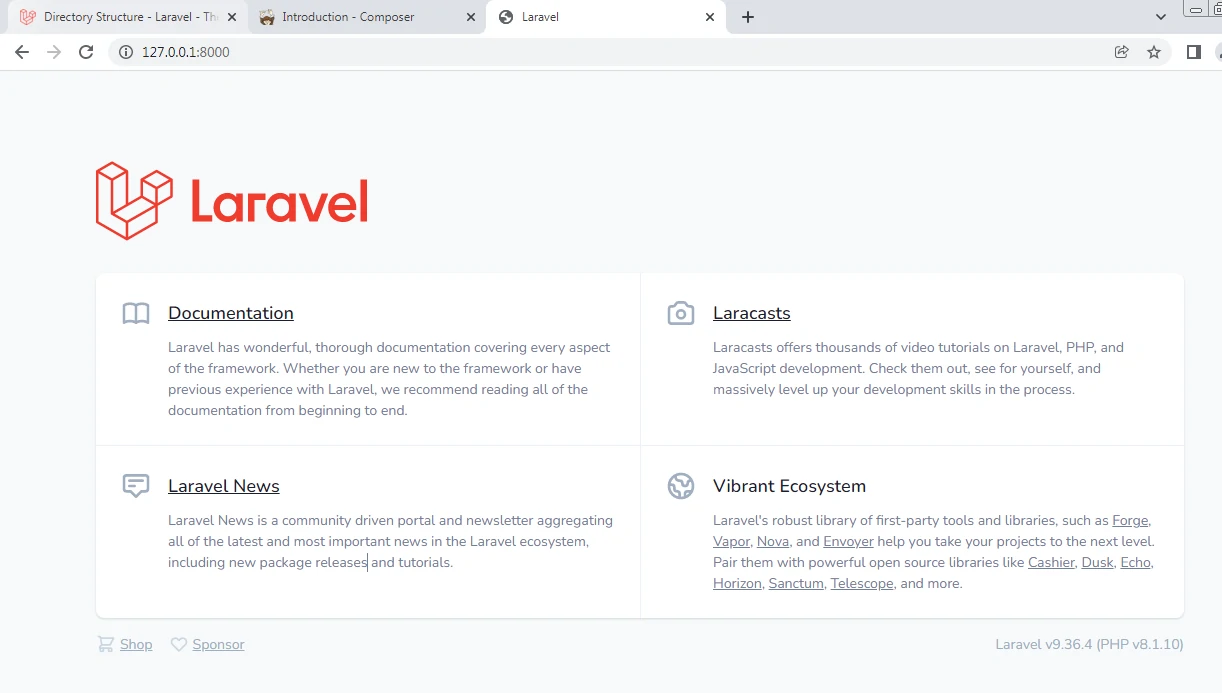 Directory Structure - Laravel - Th
Introduction - Composer
Laravel
127.0.0.1:8000
Laravel
Documentation
Laravel has wonderful, thorough documentation covering every aspect
of the framework. Whether you are new to the framework or have
previous experience with Laravel, we recommend reading all of the
documentation from beginning to end.
Laracasts
Laracasts offers thousands of video tutorials on Laravel, PHP, and
JavaScript development. Check them out, see for yourself, and
massively level up your development skills in the process.
Laravel News
Laravel News is a community driven portal and newsletter aggregating
all of the latest and most important news in the Laravel ecosystem,
including new package releases and tutorials.
Vibrant Ecosystem
Laravel's robust library of first-party tools and libraries, such as Forge,
Vapor, Nova, and Envoyer help you take your projects to the next level.
Pair them with powerful open source libraries like Cashier, Dusk, Echo,
Horizon, Sanctum, Telescope, and more.
Shop
Sponsor
Laravel v9.36.4 (PHP v8.1.10)